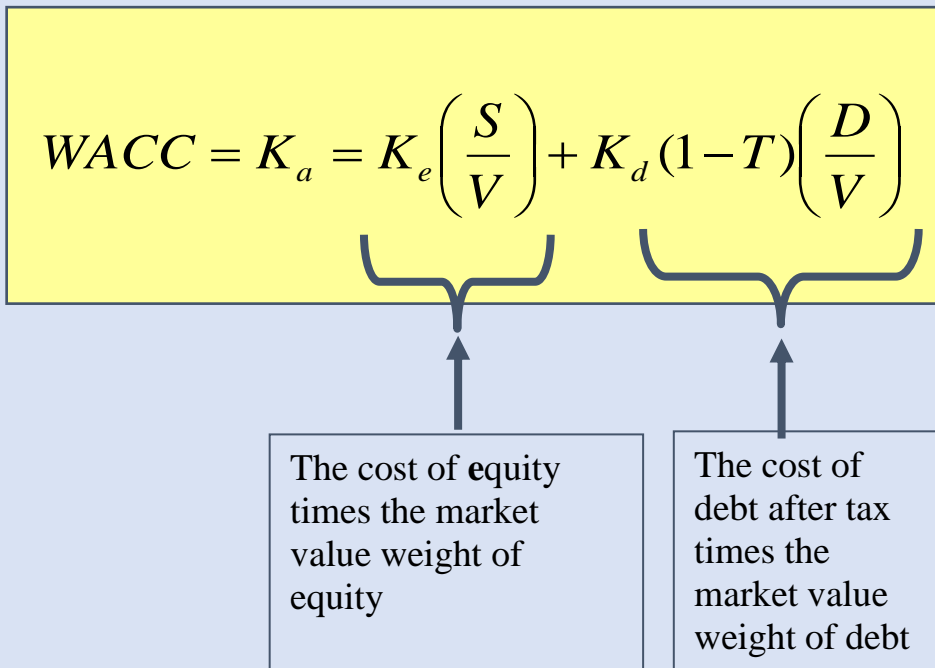 WACC = K_a = K_e (S/V) + K_d (1 − T)(D/V)
The cost of equity
times the market
value weight of
equity
The cost of
debt after tax
times the
market value
weight of debt